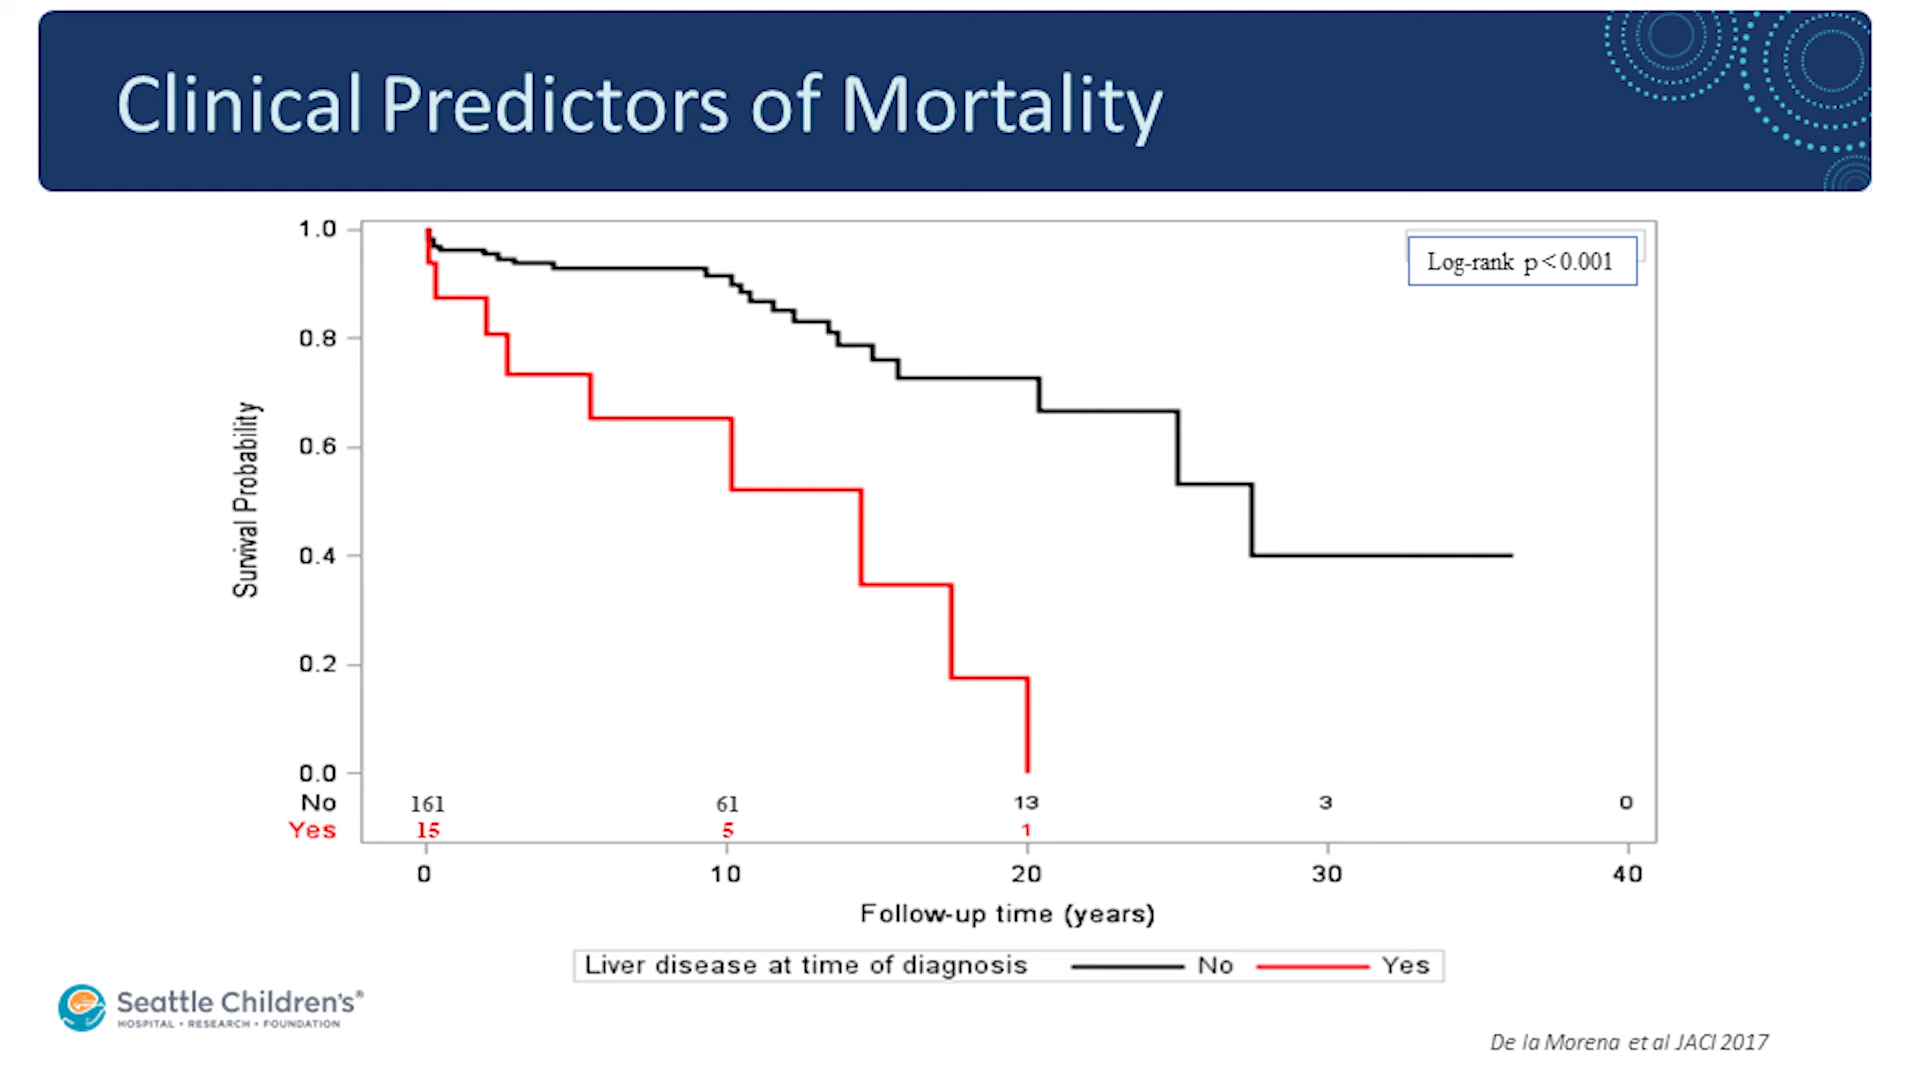 Clinical Predictors of Mortality
1.0
0.8
0.6
0.4
0.2
0.0
Survival Probability
Log-rank p<0.001
No 161 61 13 3 0
Yes 15 5 1
0 10 20 30 40
Follow-up time (years)
Liver disease at time of diagnosis No Yes
Seattle Children's®
HOSPITAL • RESEARCH • FOUNDATION
De la Morena et al JACI 2017